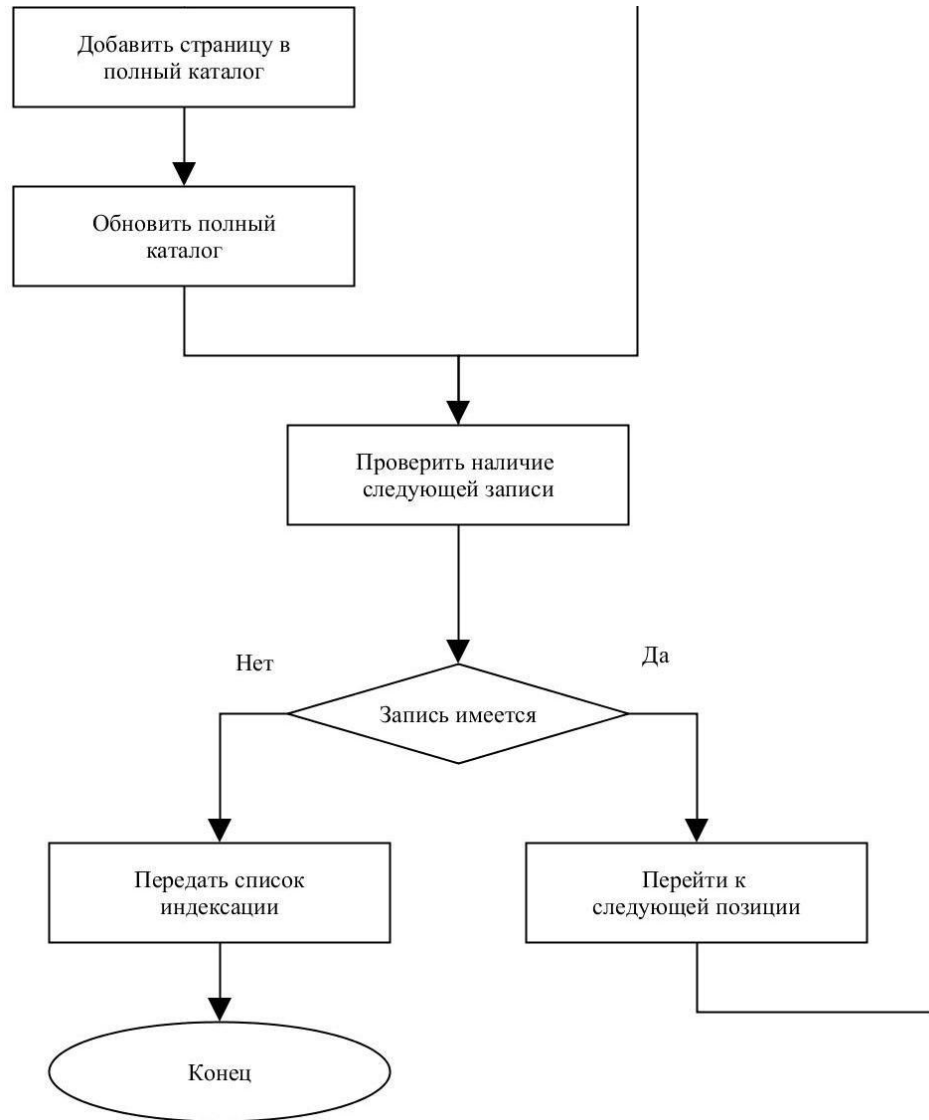 Добавить страницу в
полный каталог
Обновить полный
каталог
Проверить наличие
следующей записи
Нет
Да
Запись имеется
Передать список
индексации
Перейти к
следующей позиции
Конец